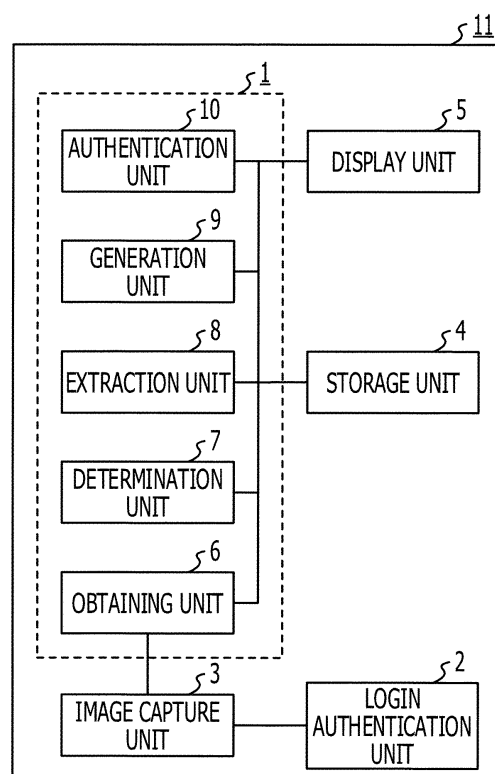 11
1
10
AUTHENTICATION
UNIT
5
DISPLAY UNIT
9
GENERATION
UNIT
8
EXTRACTION UNIT
4
STORAGE UNIT
7
DETERMINATION
UNIT
6
OBTAINING UNIT
3
IMAGE CAPTURE
UNIT
2
LOGIN
AUTHENTICATION
UNIT